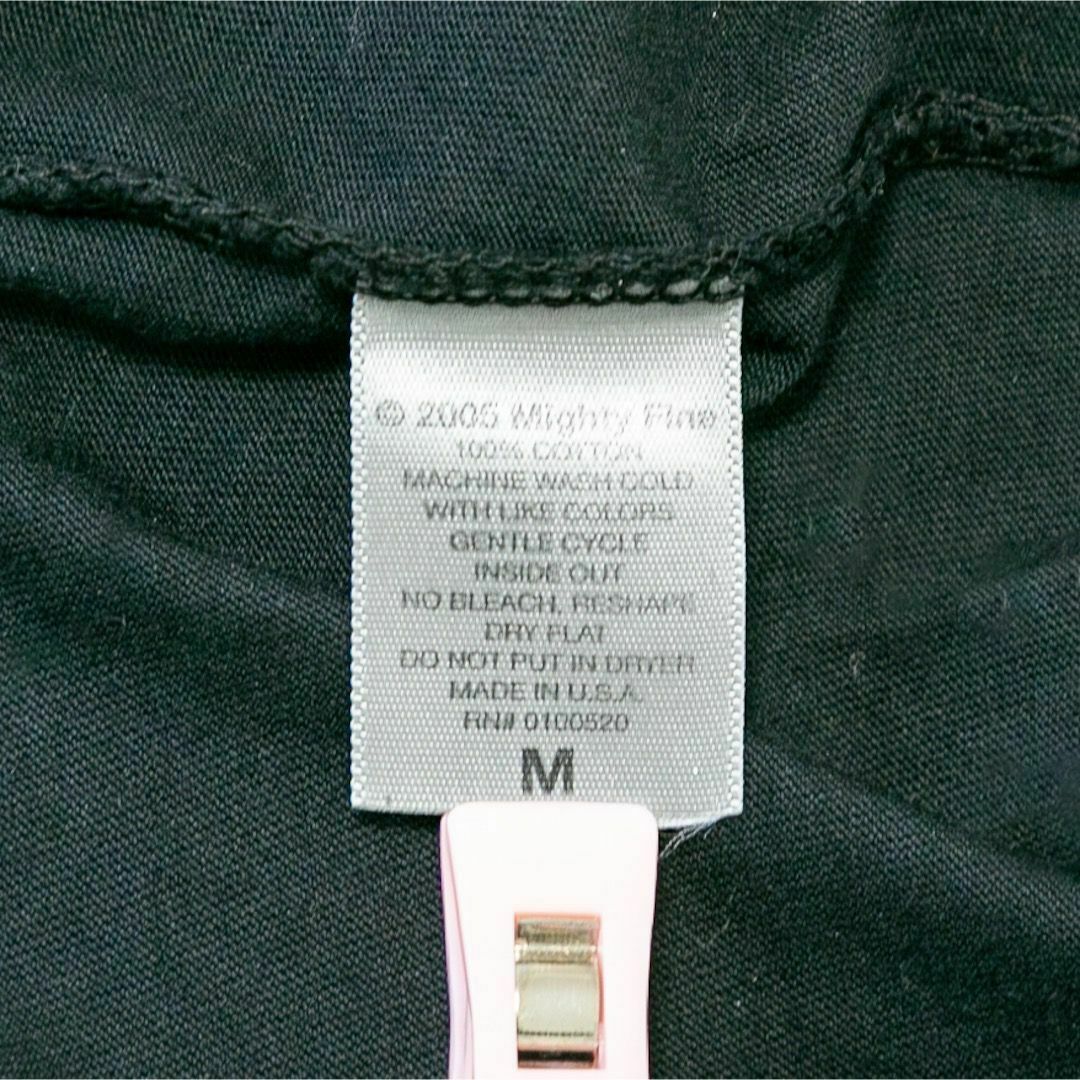 © 2005 Mighty Fine
100% COTTON
MACHINE WASH COLD
WITH LIKE COLORS
GENTLE CYCLE
INSIDE OUT
NO BLEACH. RESHAPE
DRY FLAT
DO NOT PUT IN DRYER
MADE IN U.S.A.
RN# 0100520
M